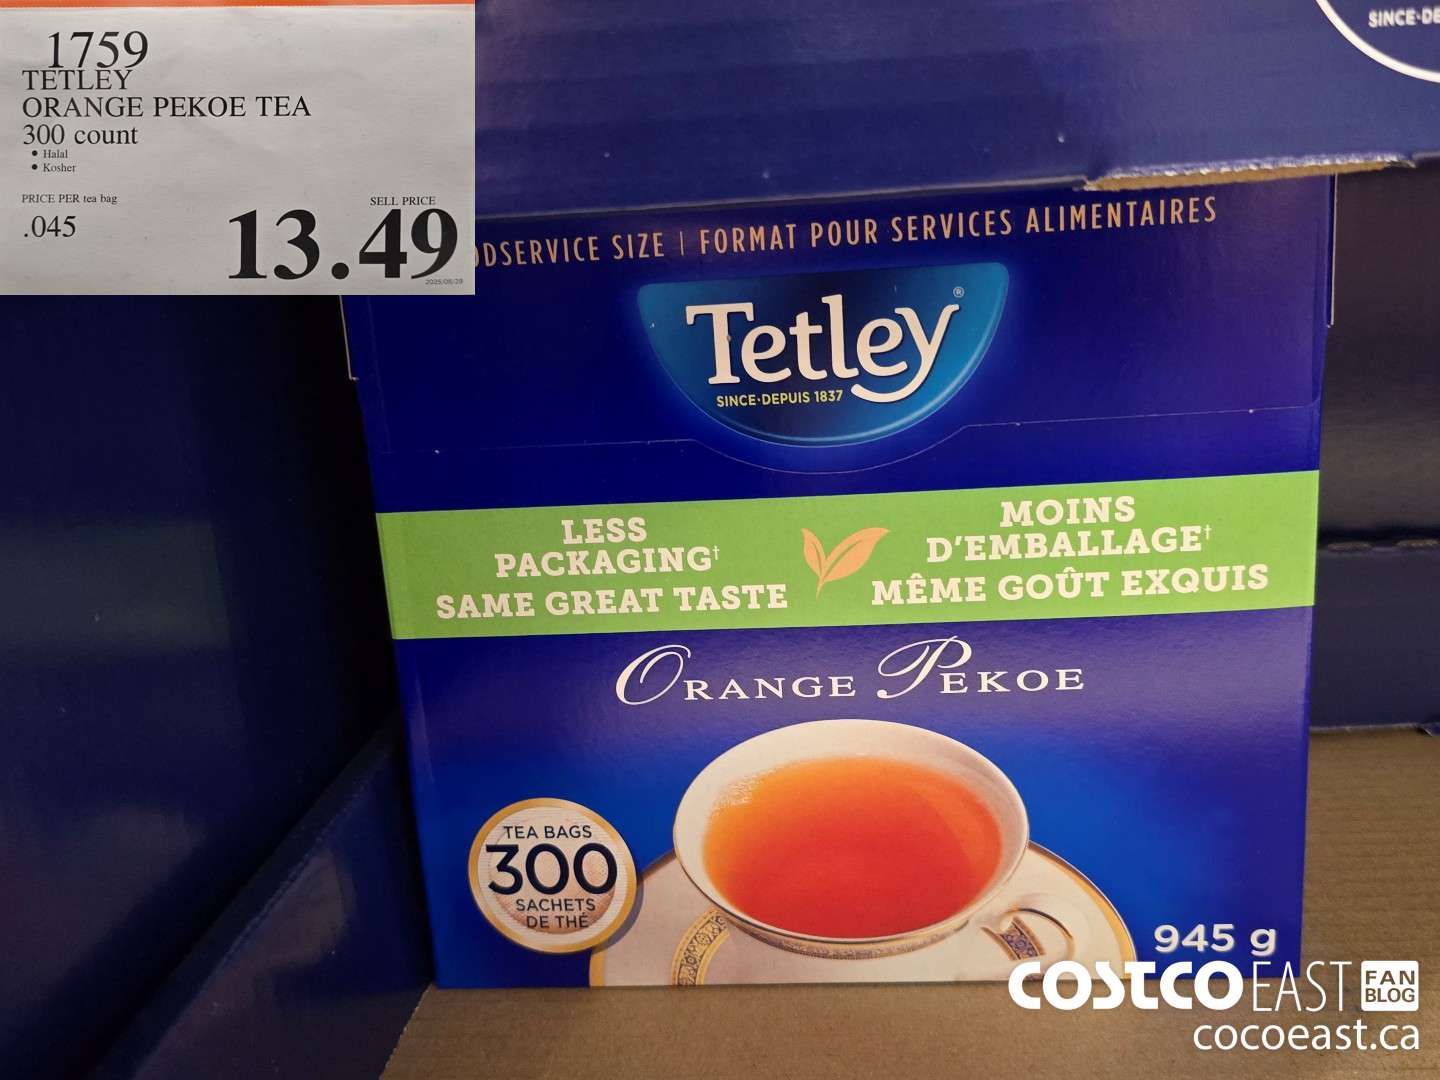 1759
TETLEY
ORANGE PEKOE TEA
300 count
• Halal
• Kosher
PRICE PER tea bag
.045
SELL PRICE
13.49
SINCE
SERVICE SIZE | FORMAT POUR SERVICES ALIMENTAIRES
Tetley®
SINCE·DEPUIS 1837
LESS
PACKAGING†
SAME GREAT TASTE
MOINS
D'EMBALLAGE†
MÊME GOÛT EXQUIS
ORANGE PEKOE
TEA BAGS
300
SACHETS
DE THÉ
945 g
COSTCO EAST FAN
BLOG
cocoeast.ca